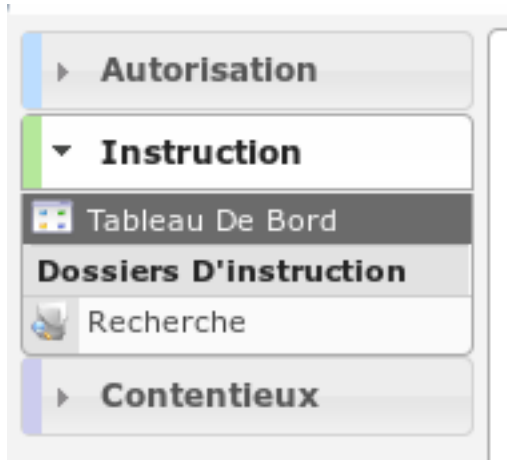 Autorisation
Instruction
Tableau De Bord
Dossiers D'instruction
Recherche
Contentieux